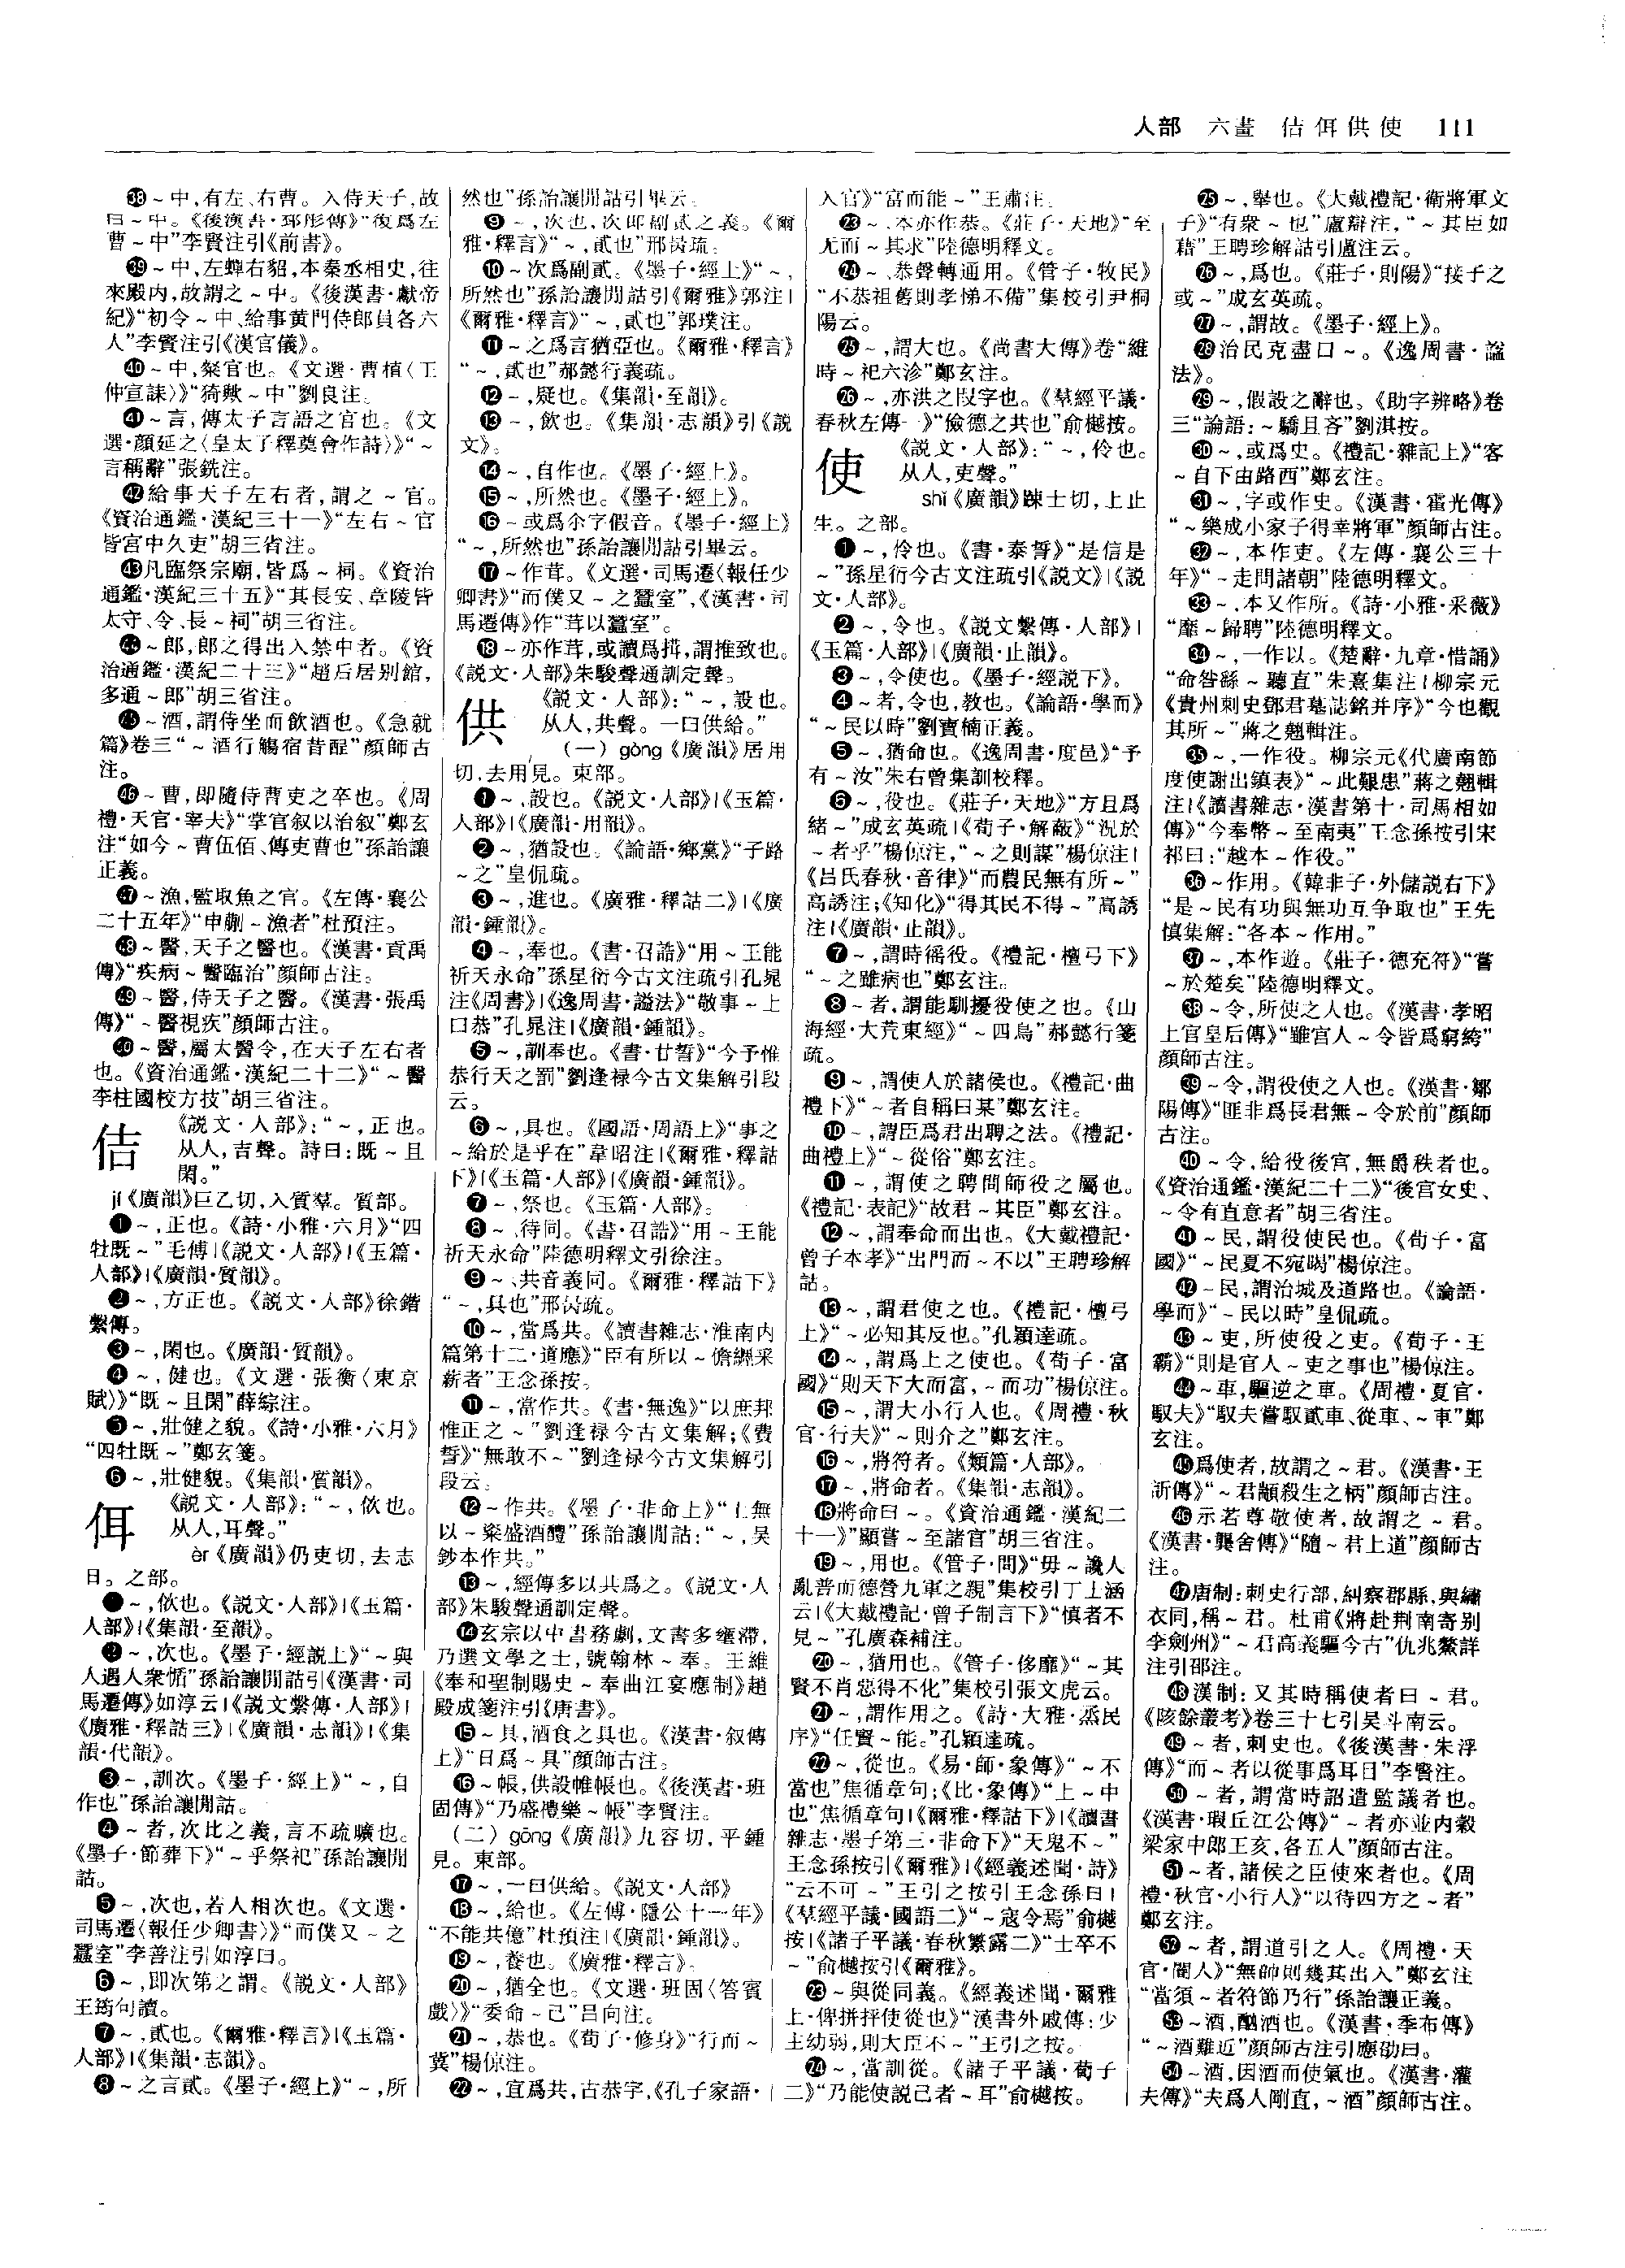 人部 六畫 佶佴供使 111
㊳~中,有左、右曹。入侍天子,故
曰~中。《後漢書·邳彤傳》“復爲左
曹~中”李賢注引《前書》。
㊴~中,左蟬右貂,本秦丞相史,往
來殿内,故謂之~中。《後漢書·獻帝
紀》“初令~中、給事黄門侍郎員各六
人”李賢注引《漢官儀》。
㊵~中,粲官也。《文選·曹植〈王
仲宣誄〉》“猗歟~中”劉良注。
㊶~言,傳太子言語之官也。《文
選·顔延之〈皇太子釋奠會作詩〉》“~
言稱辭”張銑注。
㊷給事天子左右者,謂之~官。
《資治通鑑·漢紀三十一》“左右~官
皆宫中久吏”胡三省注。
㊸凡臨祭宗廟,皆爲~祠。《資治
通鑑·漢紀三十五》“其長安、章陵皆
太守、令、長~祠”胡三省注。
㊹~郎,郎之得出入禁中者。《資
治通鑑·漢紀二十三》“趙后居别館,
多通~郎”胡三省注。
㊺~酒,謂侍坐而飲酒也。《急就
篇》卷三“~酒行觴宿昔酲”顔師古
注。
㊻~曹,即隨侍曹吏之卒也。《周
禮·天官·宰夫》“掌官叙以治叙”鄭玄
注“如今~曹伍佰、傳吏曹也”孫詒讓
正義。
㊼~漁,監取魚之官。《左傳·襄公
二十五年》“申蒯~漁者”杜預注。
㊽~醫,天子之醫也。《漢書·貢禹
傳》“疾病~醫臨治”顔師古注。
㊾~醫,侍天子之醫。《漢書·張禹
傳》“~醫視疾”顔師古注。
㊿~醫,屬太醫令,在天子左右者
也。《資治通鑑·漢紀二十二》“~醫
李柱國校方技”胡三省注。
佶
《説文·人部》:“~,正也。
从人,吉聲。詩曰:既~且
閑。”
jí《廣韻》巨乙切,入質羣。質部。
❶~,正也。《詩·小雅·六月》“四
牡既~”毛傳|《説文·人部》|《玉篇·
人部》|《廣韻·質韻》。
❷~,方正也。《説文·人部》徐鍇
繫傳。
❸~,閑也。《廣韻·質韻》。
❹~,健也。《文選·張衡〈東京
賦〉》“既~且閑”薛綜注。
❺~,壯健之貌。《詩·小雅·六月》
“四牡既~”鄭玄箋。
❻~,壯健貌。《集韻·質韻》。
佴
《説文·人部》:“~,佽也。
从人,耳聲。”
èr《廣韻》仍吏切,去志
日。之部。
❶~,佽也。《説文·人部》|《玉篇·
人部》|《集韻·至韻》。
❷~,次也。《墨子·經説上》“~與
人遇人衆㥏”孫詒讓閒詁引《漢書·司
馬遷傳》如淳云|《説文繫傳·人部》|
《廣雅·釋詁三》|《廣韻·志韻》|《集
韻·代韻》。
❸~,訓次。《墨子·經上》“~,自
作也”孫詒讓閒詁。
❹~者,次比之義,言不疏曠也。
《墨子·節葬下》“~乎祭祀”孫詒讓閒
詁。
❺~,次也,若人相次也。《文選·
司馬遷〈報任少卿書〉》“而僕又~之
蠶室”李善注引如淳曰。
❻~,即次第之謂。《説文·人部》
王筠句讀。
❼~,貳也。《爾雅·釋言》|《玉篇·
人部》|《集韻·志韻》。
❽~之言貳。《墨子·經上》“~,所
然也”孫詒讓閒詁引畢云。
❾~,次也,次即副貳之義。《爾
雅·釋言》“~,貳也”邢昺疏。
❿~次爲副貳。《墨子·經上》“~,
所然也”孫詒讓閒詁引《爾雅》郭注|
《爾雅·釋言》“~,貳也”郭璞注。
⓫~之爲言猶亞也。《爾雅·釋言》
“~,貳也”郝懿行義疏。
⓬~,疑也。《集韻·至韻》。
⓭~,飲也。《集韻·志韻》引《説
文》。
⓮~,自作也。《墨子·經上》。
⓯~,所然也。《墨子·經上》。
⓰~或爲尒字假音。《墨子·經上》
“~,所然也”孫詒讓閒詁引畢云。
⓱~作茸。《文選·司馬遷〈報任少
卿書〉》“而僕又~之蠶室”,《漢書·司
馬遷傳》作“茸以蠶室”。
⓲~亦作茸,或讀爲搑,謂推致也。
《説文·人部》朱駿聲通訓定聲。
供
《説文·人部》:“~,設也。
从人,共聲。一曰供給。”
(一)gòng《廣韻》居用
切,去用見。東部。
❶~,設也。《説文·人部》|《玉篇·
人部》|《廣韻·用韻》。
❷~,猶設也。《論語·鄉黨》“子路
~之”皇侃疏。
❸~,進也。《廣雅·釋詁二》|《廣
韻·鍾韻》。
❹~,奉也。《書·召誥》“用~王能
祈天永命”孫星衍今古文注疏引孔晁
注《周書》|《逸周書·謚法》“敬事~上
曰恭”孔晁注|《廣韻·鍾韻》。
❺~,訓奉也。《書·甘誓》“今予惟
恭行天之罰”劉逢禄今古文集解引段
云。
❻~,具也。《國語·周語上》“事之
~給於是乎在”韋昭注|《爾雅·釋詁
下》|《玉篇·人部》|《廣韻·鍾韻》。
❼~,祭也。《玉篇·人部》。
❽~,待同。《書·召誥》“用~王能
祈天永命”陸德明釋文引徐注。
❾~、共音義同。《爾雅·釋詁下》
“~,具也”邢昺疏。
❿~,當爲共。《讀書雜志·淮南内
篇第十二·道應》“臣有所以~儋纏采
薪者”王念孫按。
⓫~,當作共。《書·無逸》“以庶邦
惟正之~”劉逢禄今古文集解;《費
誓》“無敢不~”劉逢禄今古文集解引
段云。
⓬~作共。《墨子·非命上》“上無
以~粢盛酒醴”孫詒讓閒詁:“~,吴
鈔本作共。”
⓭~,經傳多以共爲之。《説文·人
部》朱駿聲通訓定聲。
⓮玄宗以中書務劇,文書多壅滯,
乃選文學之士,號翰林~奉。王維
《奉和聖制賜史~奉曲江宴應制》趙
殿成箋注引《唐書》。
⓯~具,酒食之具也。《漢書·叙傳
上》“日爲~具”顔師古注。
⓰~帳,供設帷帳也。《後漢書·班
固傳》“乃盛禮樂~帳”李賢注。
(二)gōng《廣韻》九容切,平鍾
見。東部。
⓱~,一曰供給。《説文·人部》
⓲~,給也。《左傳·隱公十一年》
“不能共億”杜預注|《廣韻·鍾韻》。
⓳~,養也。《廣雅·釋言》。
⓴~,猶全也。《文選·班固〈答賓
戲〉》“委命~己”吕向注。
㉑~,恭也。《荀子·修身》“行而~
冀”楊倞注。
㉒~,宜爲共,古恭字,《孔子家語·
入官》“富而能~”王肅注。
㉓~,本亦作恭。《莊子·天地》“至
无而~其求”陸德明釋文。
㉔~、恭聲轉通用。《管子·牧民》
“不恭祖舊則孝悌不備”集校引尹桐
陽云。
㉕~,謂大也。《尚書大傳》卷“維
時~祀六沴”鄭玄注。
㉖~,亦洪之叚字也。《羣經平議·
春秋左傳一》“儉德之共也”俞樾按。
使
《説文·人部》:“~,伶也。
从人,吏聲。”
shǐ《廣韻》踈士切,上止
生。之部。
❶~,伶也。《書·泰誓》“是信是
~”孫星衍今古文注疏引《説文》|《説
文·人部》。
❷~,令也。《説文繫傳·人部》|
《玉篇·人部》|《廣韻·止韻》。
❸~,令使也。《墨子·經説下》。
❹~者,令也,教也。《論語·學而》
“~民以時”劉寶楠正義。
❺~,猶命也。《逸周書·度邑》“予
有~汝”朱右曾集訓校釋。
❻~,役也。《莊子·天地》“方且爲
緒~”成玄英疏|《荀子·解蔽》“況於
~者乎”楊倞注,“~之則謀”楊倞注|
《吕氏春秋·音律》“而農民無有所~”
高誘注;《知化》“得其民不得~”高誘
注|《廣韻·止韻》。
❼~,謂時徭役。《禮記·檀弓下》
“~之雖病也”鄭玄注。
❽~者,謂能馴擾役使之也。《山
海經·大荒東經》“~四鳥”郝懿行箋
疏。
❾~,謂使人於諸侯也。《禮記·曲
禮下》“~者自稱曰某”鄭玄注。
❿~,謂臣爲君出聘之法。《禮記·
曲禮上》“~從俗”鄭玄注。
⓫~,謂使之聘問師役之屬也。
《禮記·表記》“故君~其臣”鄭玄注。
⓬~,謂奉命而出也。《大戴禮記·
曾子本孝》“出門而~不以”王聘珍解
詁。
⓭~,謂君使之也。《禮記·檀弓
上》“~必知其反也。”孔穎達疏。
⓮~,謂爲上之使也。《荀子·富
國》“則天下大而富,~而功”楊倞注。
⓯~,謂大小行人也。《周禮·秋
官·行夫》“~則介之”鄭玄注。
⓰~,將符者。《類篇·人部》。
⓱~,將命者。《集韻·志韻》。
⓲將命曰~。《資治通鑑·漢紀二
十一》“顯嘗~至諸官”胡三省注。
⓳~,用也。《管子·問》“毋~讒人
亂普而德營九軍之親”集校引丁士涵
云|《大戴禮記·曾子制言下》“慎者不
見~”孔廣森補注。
⓴~,猶用也。《管子·侈靡》“~其
賢不肖惡得不化”集校引張文虎云。
㉑~,謂作用之。《詩·大雅·烝民
序》“任賢~能。”孔穎達疏。
㉒~,從也。《易·師·象傳》“~不
當也”焦循章句;《比·象傳》“上~中
也”焦循章句|《爾雅·釋詁下》|《讀書
雜志·墨子第三·非命下》“天鬼不~”
王念孫按引《爾雅》|《經義述聞·詩》
“云不可~”王引之按引王念孫曰|
《羣經平議·國語二》“~寇令焉”俞樾
按|《諸子平議·春秋繁露二》“士卒不
~”俞樾按引《爾雅》。
㉓~與從同義。《經義述聞·爾雅
上·俾拼抨使從也》“漢書外戚傳:少
主幼弱,則大臣不~”王引之按。
㉔~,當訓從。《諸子平議·荀子
二》“乃能使説己者~耳”俞樾按。
㉕~,舉也。《大戴禮記·衛將軍文
子》“有衆~也”盧辯注,“~其臣如
藉”王聘珍解詁引盧注云。
㉖~,爲也。《莊子·則陽》“接子之
或~”成玄英疏。
㉗~,謂故。《墨子·經上》。
㉘治民克盡曰~。《逸周書·謚
法》。
㉙~,假設之辭也。《助字辨略》卷
三“論語:~驕且吝”劉淇按。
㉚~,或爲史。《禮記·雜記上》“客
~自下由路西”鄭玄注。
㉛~,字或作史。《漢書·霍光傳》
“~樂成小家子得幸將軍”顔師古注。
㉜~,本作吏。《左傳·襄公三十
年》“~走問諸朝”陸德明釋文。
㉝~,本又作所。《詩·小雅·采薇》
“靡~歸聘”陸德明釋文。
㉞~,一作以。《楚辭·九章·惜誦》
“命咎繇~聽直”朱熹集注|柳宗元
《貴州刺史鄧君墓誌銘并序》“今也觀
其所~”蔣之翹輯注。
㉟~,一作役。柳宗元《代廣南節
度使謝出鎮表》“~此艱患”蔣之翹輯
注|《讀書雜志·漢書第十·司馬相如
傳》“今奉幣~至南夷”王念孫按引宋
祁曰:“越本~作役。”
㊱~作用。《韓非子·外儲説右下》
“是~民有功與無功互争取也”王先
慎集解:“各本~作用。”
㊲~,本作遊。《莊子·德充符》“嘗
~於楚矣”陸德明釋文。
㊳~令,所使之人也。《漢書·孝昭
上官皇后傳》“雖宫人~令皆爲窮絝”
顔師古注。
㊴~令,謂役使之人也。《漢書·鄒
陽傳》“匪非爲長君無~令於前”顔師
古注。
㊵~令,給役後宫,無爵秩者也。
《資治通鑑·漢紀二十二》“後宫女史、
~令有直意者”胡三省注。
㊶~民,謂役使民也。《荀子·富
國》“~民夏不宛暍”楊倞注。
㊷~民,謂治城及道路也。《論語·
學而》“~民以時”皇侃疏。
㊸~吏,所使役之吏。《荀子·王
霸》“則是官人~吏之事也”楊倞注。
㊹~車,驅逆之車。《周禮·夏官·
馭夫》“馭夫嘗馭貳車、從車、~車”鄭
玄注。
㊺爲使者,故謂之~君。《漢書·王
訢傳》“~君顓殺生之柄”顔師古注。
㊻示若尊敬使者,故謂之~君。
《漢書·龔舍傳》“隨~君上道”顔師古
注。
㊼唐制:刺史行部,糾察郡縣,與繡
衣同,稱~君。杜甫《將赴荆南寄别
李劍州》“~君高義驅今古”仇兆鰲詳
注引邵注。
㊽漢制:又其時稱使者曰~君。
《陔餘叢考》卷三十七引吴斗南云。
㊾~者,刺史也。《後漢書·朱浮
傳》“而~者以從事爲耳目”李賢注。
㊿~者,謂當時詔遣監議者也。
《漢書·瑕丘江公傳》“~者亦並内穀
梁家中郎王亥,各五人”顔師古注。
51~者,諸侯之臣使來者也。《周
禮·秋官·小行人》“以待四方之~者”
鄭玄注。
52~者,謂道引之人。《周禮·天
官·閽人》“無帥則幾其出入”鄭玄注
“當須~者符節乃行”孫詒讓正義。
53~酒,酗酒也。《漢書·季布傳》
“~酒難近”顔師古注引應劭曰。
54~酒,因酒而使氣也。《漢書·灌
夫傳》“夫爲人剛直,~酒”顔師古注。